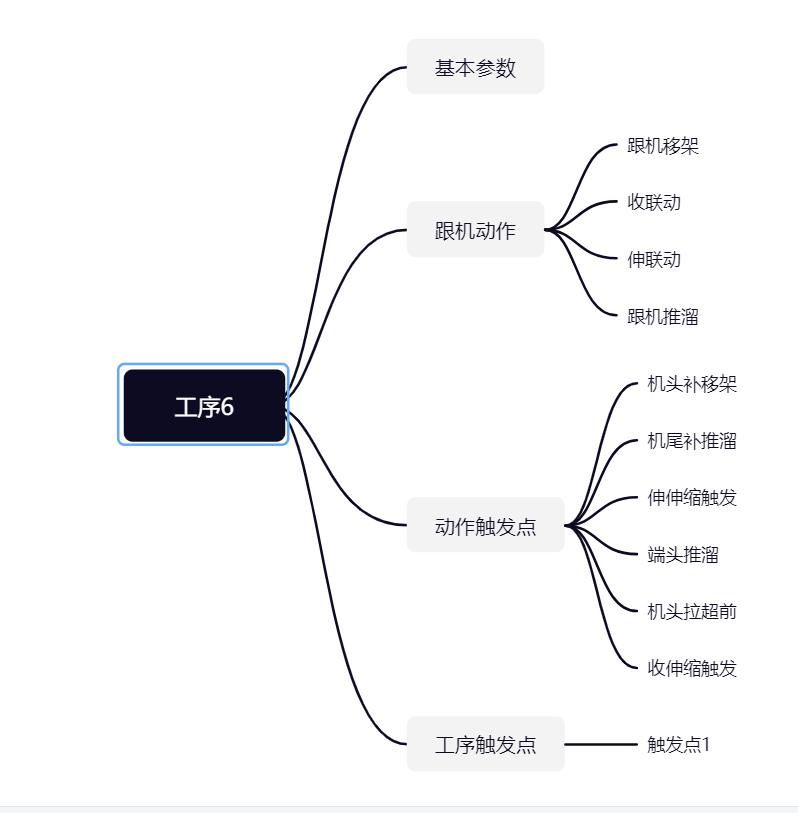 基本参数
跟机移架
收联动
跟机动作
伸联动
跟机推溜
机头补移架
工序6
机尾补推溜
伸伸缩触发
动作触发点
端头推溜
机头拉超前
收伸缩触发
工序触发点
触发点1